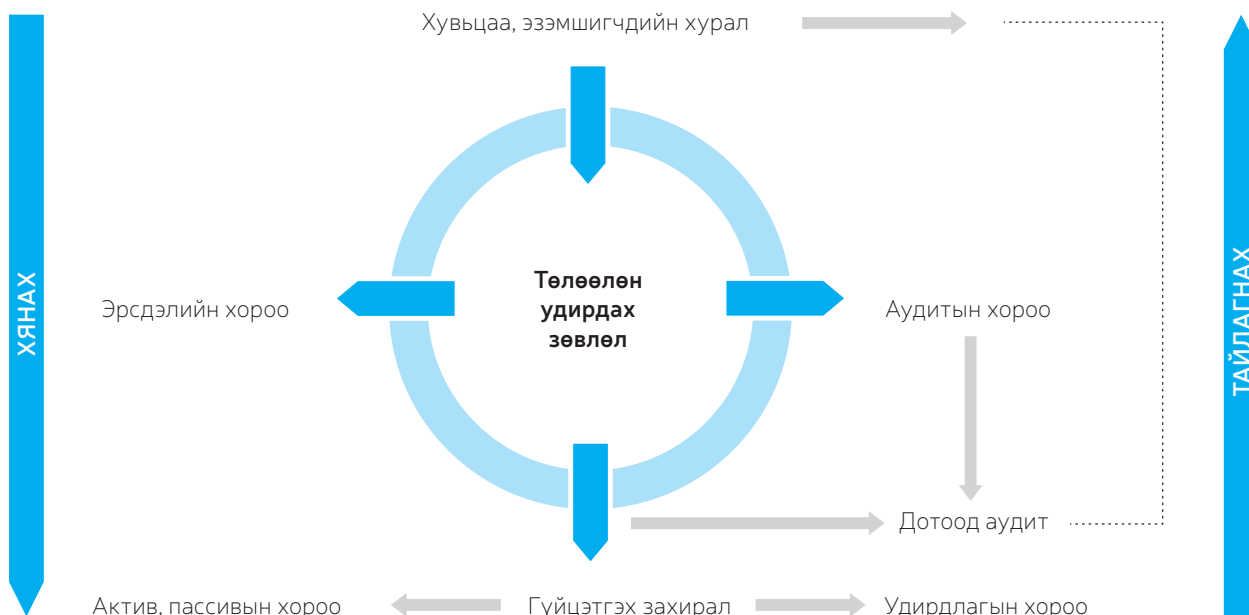 Хувьцаа, эзэмшигчдийн хурал
ХЯНАХ
ТАЙЛАГНАХ
Төлөөлөн
удирдах
зөвлөл
Эрсдэлийн хороо
Аудитын хороо
Дотоод аудит
Актив, пассивын хороо
Гүйцэтгэх захирал
Удирдлагын хороо